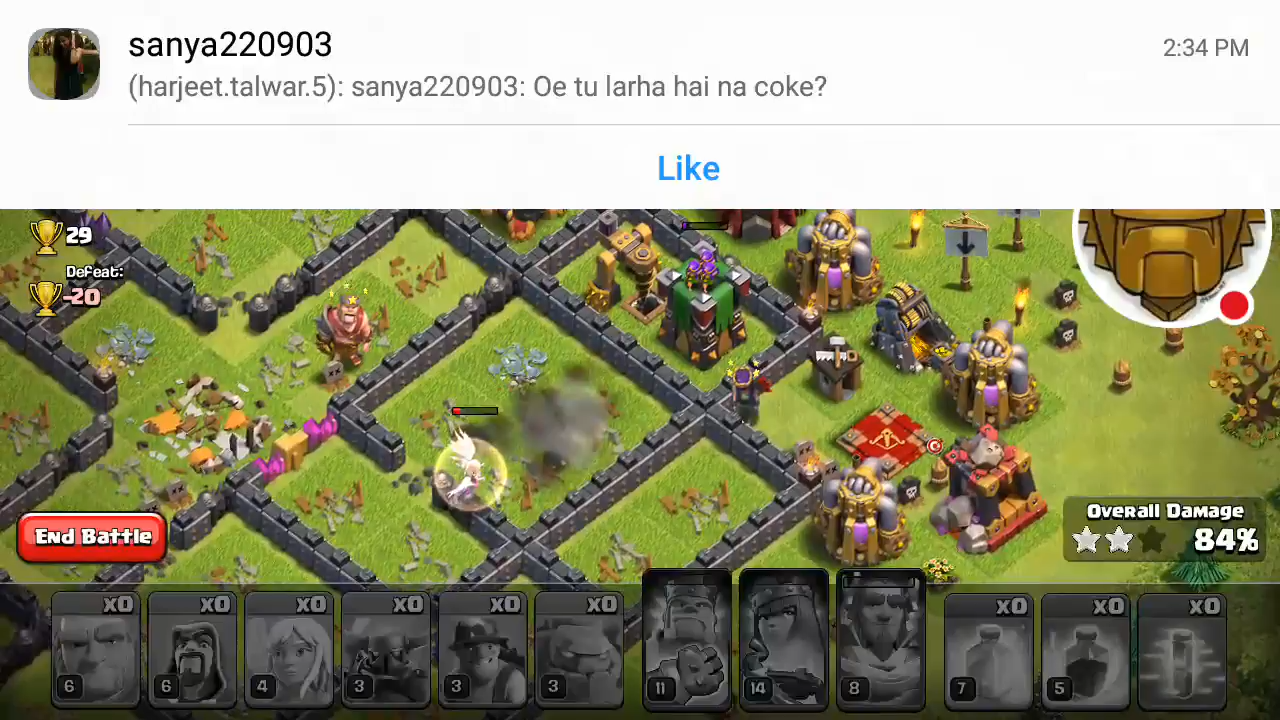 sanya220903
2:34 PM
(harjeet.talwar.5): sanya220903: Oe tu larha hai na coke?
Like
29
Defeat:
-20
End Battle
Overall Damage
84%
x0 x0 x0 x0 x0 x0 x0 x0 x0
6 6 4 3 3 3 11 14 8 7 5